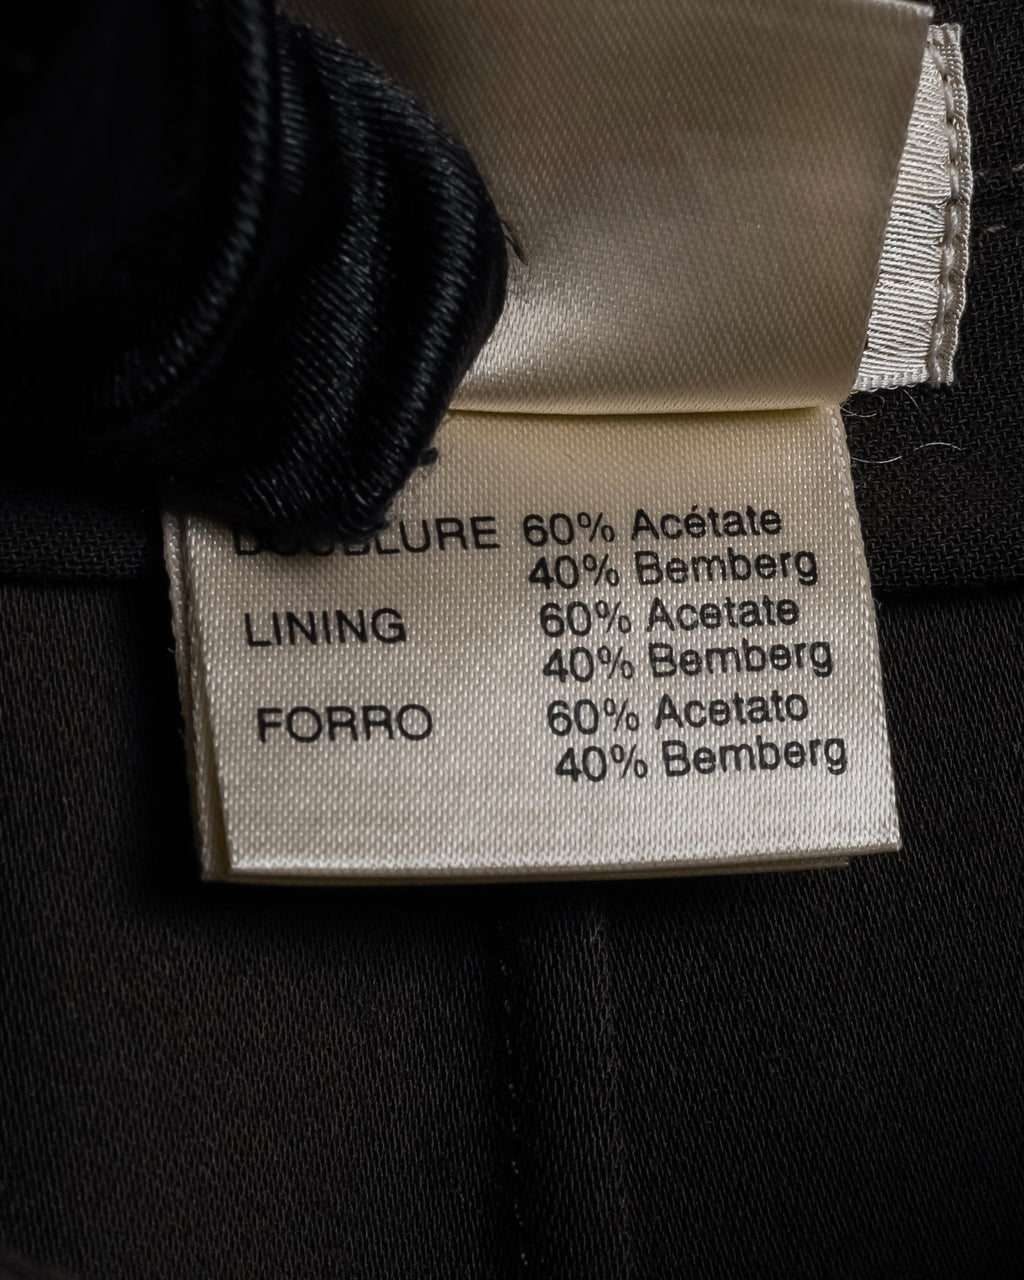 DOUBLURE 60% Acétate
40% Bemberg
LINING 60% Acetate
40% Bemberg
FORRO 60% Acetato
40% Bemberg